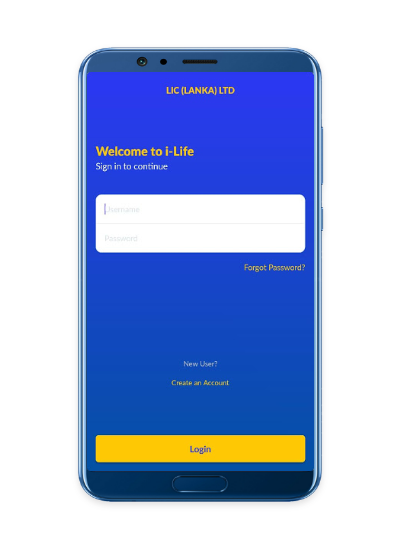 LIC (LANKA) LTD
Welcome to i-Life
Sign in to continue
Username
Password
Forgot Password?
New User?
Create an Account
Login